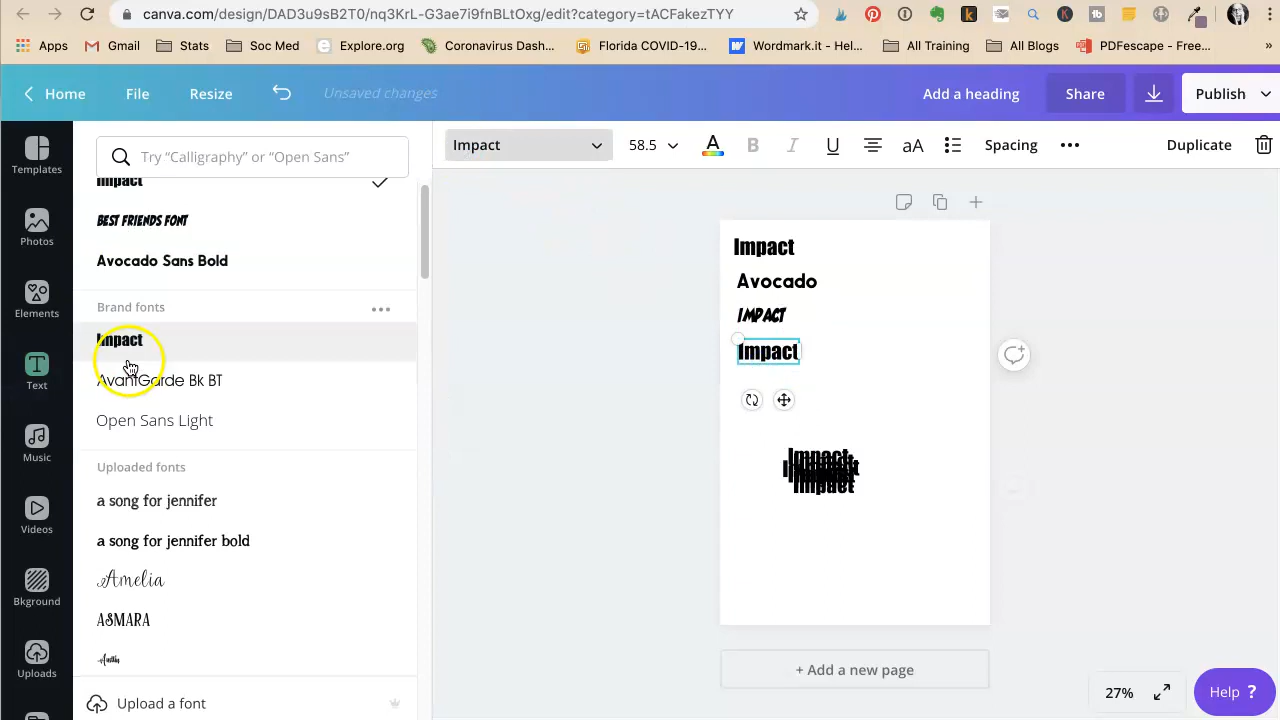 canva.com/design/DAD3u9sB2T0/nq3KrL-G3ae7i9fnBLtOxg/edit?category=tACFakezTYY
Apps Gmail Stats Soc Med Explore.org Coronavirus Dash... Florida COVID-19... Wordmark.it - Hel... All Training All Blogs PDFescape - Free... »
Home File Resize Unsaved changes Add a heading Share Publish
Templates
Photos
Elements
Text
Music
Videos
Bkground
Uploads
Try “Calligraphy” or “Open Sans”
Impact
BEST FRIENDS FONT
Avocado Sans Bold
Brand fonts
Impact
AvantGarde Bk BT
Open Sans Light
Uploaded fonts
a song for jennifer
a song for jennifer bold
Amelia
ASMARA
Upload a font
Impact 58.5 A B I U aA Spacing Duplicate
Impact
Avocado
IMPACT
Impact
Impact
Impact
Impact
+ Add a new page
27%
Help ?